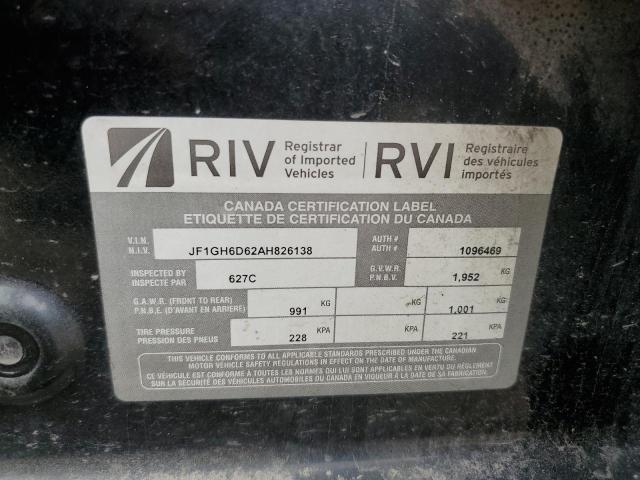 RIV Registrar of Imported Vehicles | RVI Registraire des véhicules importés
CANADA CERTIFICATION LABEL
ETIQUETTE DE CERTIFICATION DU CANADA
V.I.N. N.I.V. JF1GH6D62AH826138 AUTH # AUTH # 1096469
INSPECTED BY INSPECTÉ PAR 627C G.V.W.R. P.N.B.V. 1,952 KG
G.A.W.R. (FRONT TO REAR) P.N.B.E. (D'AVANT EN ARRIÈRE) 991 KG KG 1,001 KG
TIRE PRESSURE PRESSION DES PNEUS 228 KPA KPA 221 KPA
THIS VEHICLE CONFORMS TO ALL APPLICABLE STANDARDS PRESCRIBED UNDER THE CANADIAN
MOTOR VEHICLE SAFETY REGULATIONS IN EFFECT ON THE DATE OF MANUFACTURE.
CE VÉHICULE EST CONFORME À TOUTES LES NORMES QUI LUI SONT APPLICABLES EN VERTU DU RÈGLEMENT
SUR LA SÉCURITÉ DES VÉHICULES AUTOMOBILES DU CANADA EN VIGUEUR À LA DATE DE SA FABRICATION.